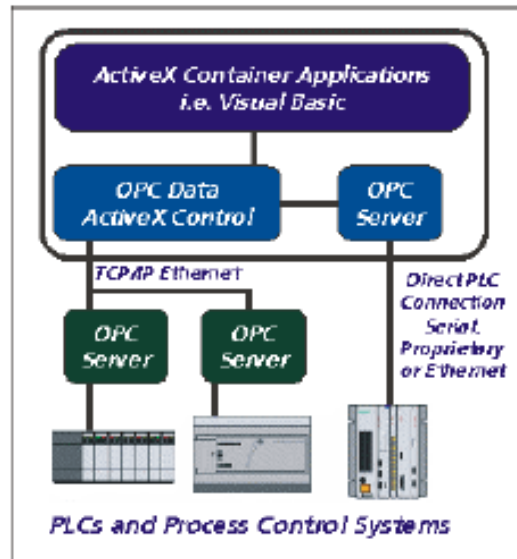 ActiveX Container Applications
i.e. Visual Basic
OPC Data
ActiveX Control
OPC
Server
TCP/IP Ethernet
Direct PLC
Connection
Serial,
Proprietary
or Ethernet
OPC
Server
OPC
Server
PLCs and Process Control Systems